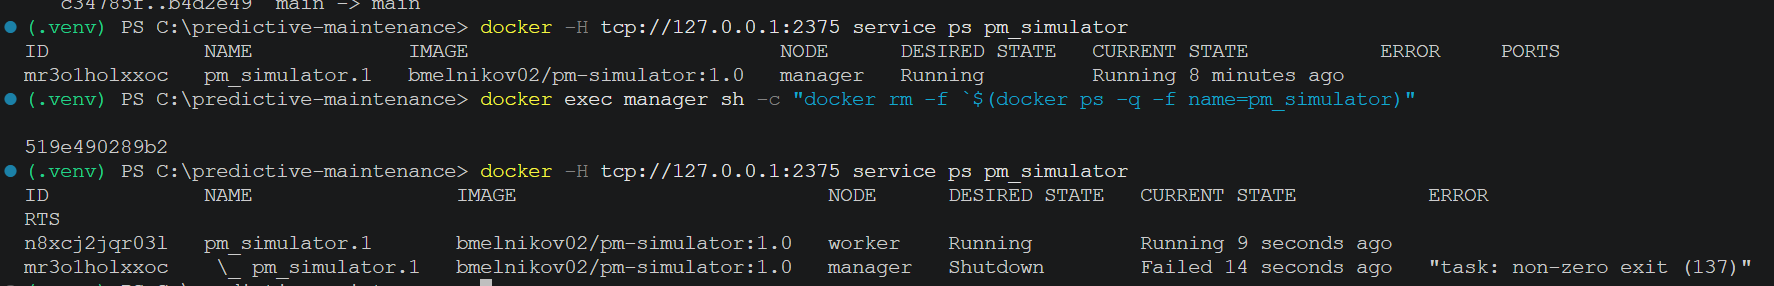 c34785f..b4d2e49  main -> main
(.venv) PS C:\predictive-maintenance> docker -H tcp://127.0.0.1:2375 service ps pm_simulator
ID             NAME             IMAGE                           NODE      DESIRED STATE   CURRENT STATE           ERROR     PORTS
mr3o1holxxoc   pm_simulator.1   bmelnikov02/pm-simulator:1.0   manager   Running         Running 8 minutes ago
(.venv) PS C:\predictive-maintenance> docker exec manager sh -c "docker rm -f `$(docker ps -q -f name=pm_simulator)"
519e490289b2
(.venv) PS C:\predictive-maintenance> docker -H tcp://127.0.0.1:2375 service ps pm_simulator
ID             NAME                 IMAGE                           NODE      DESIRED STATE   CURRENT STATE           ERROR
RTS
n8xcj2jqr03l   pm_simulator.1       bmelnikov02/pm-simulator:1.0   worker    Running         Running 9 seconds ago
mr3o1holxxoc    \_ pm_simulator.1   bmelnikov02/pm-simulator:1.0   manager   Shutdown        Failed 14 seconds ago   "task: non-zero exit (137)"